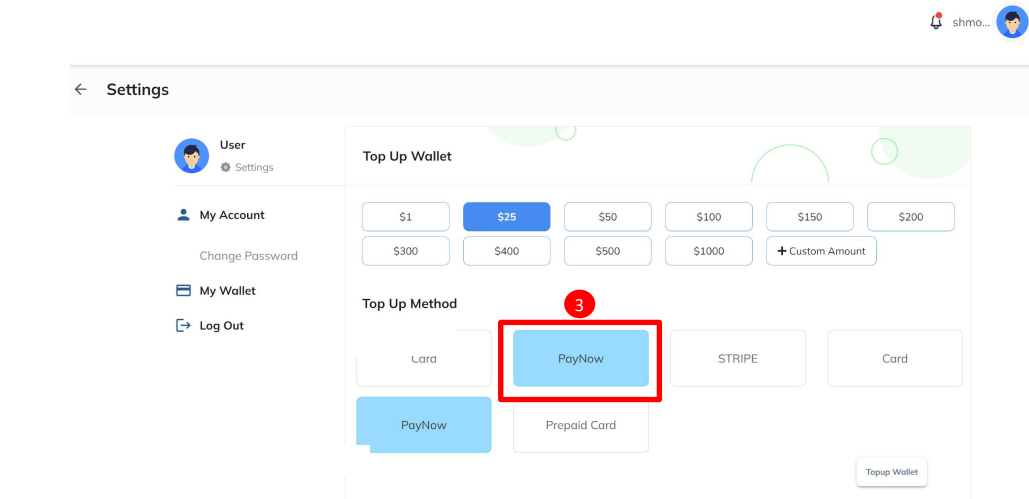 shmo...
Settings
User
Settings
My Account
Change Password
My Wallet
Log Out
Top Up Wallet
$1 $25 $50 $100 $150 $200
$300 $400 $500 $1000 + Custom Amount
Top Up Method
3
Card PayNow STRIPE Card
PayNow Prepaid Card
Topup Wallet